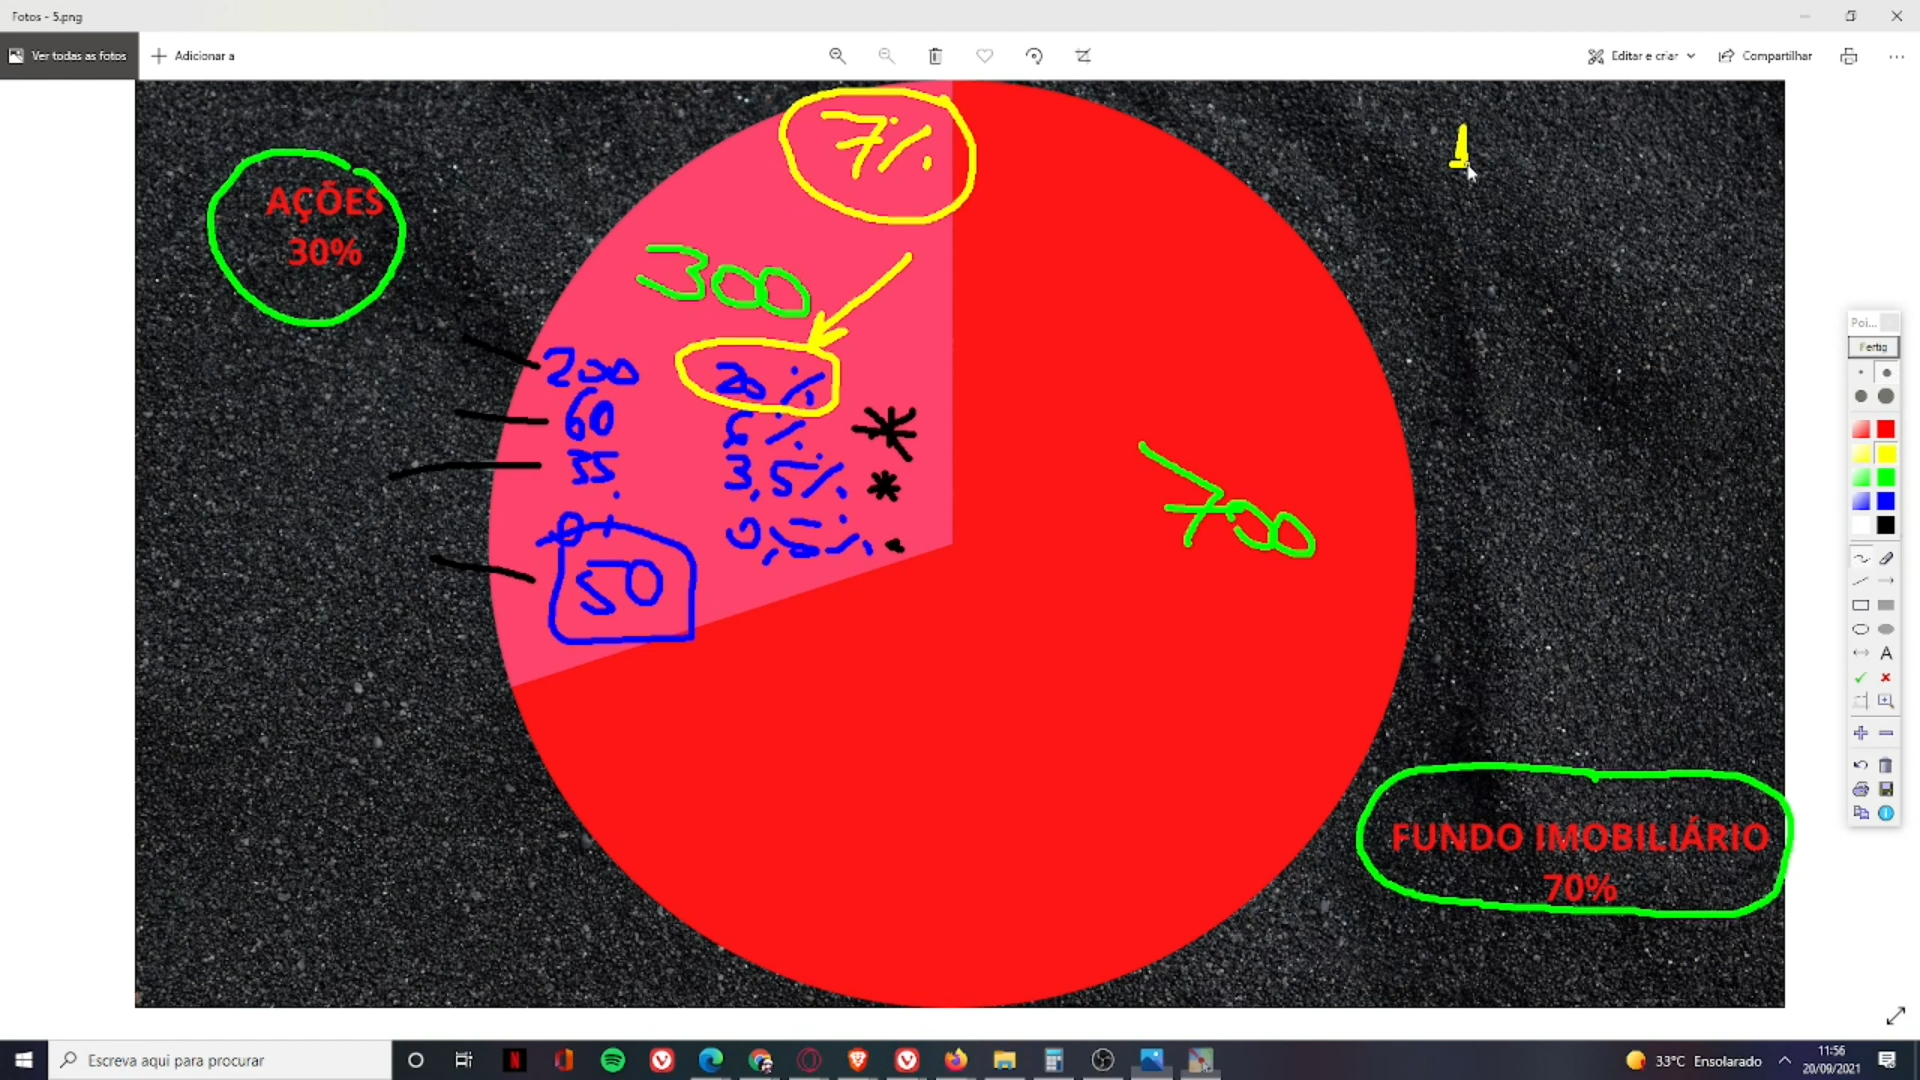 Fotos - 5.png
Ver todas as fotos
Adicionar a
Editar e criar
Compartilhar
7%
AÇÕES
30%
300
200 20%
60 6%
35 3,5%
50
700
FUNDO IMOBILIÁRIO
70%
Poi...
Fertig
A
Escreva aqui para procurar
33°C Ensolarado
11:56
20/09/2021